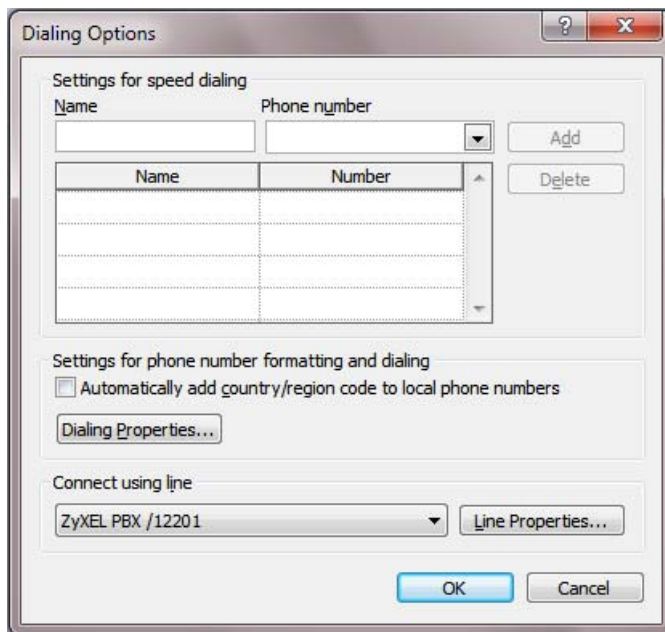 Dialing Options
?
X
Settings for speed dialing
Name Phone number
Add
Name Number
Delete
Settings for phone number formatting and dialing
Automatically add country/region code to local phone numbers
Dialing Properties...
Connect using line
ZyXEL PBX /12201
Line Properties...
OK Cancel